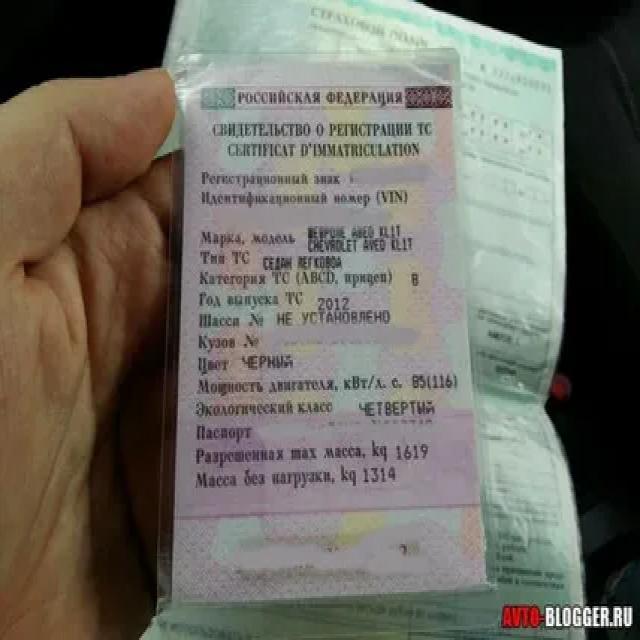 СТРАХОВОЙ ПОЛИС
РОССИЙСКАЯ ФЕДЕРАЦИЯ
СВИДЕТЕЛЬСТВО О РЕГИСТРАЦИИ ТС
CERTIFICAT D'IMMATRICULATION
Регистрационный знак
Идентификационный номер (VIN)
Марка, модель ШЕВРОЛЕ АВЕО KL1T
CHEVROLET AVEO KL1T
Тип ТС СЕДАН ЛЕГКОВОЙ
Категория ТС (ABCD, прицеп) B
Год выпуска ТС 2012
Шасси № НЕ УСТАНОВЛЕНО
Кузов №
Цвет ЧЕРНЫЙ
Мощность двигателя, кВт/л. с. 85(116)
Экологический класс ЧЕТВЕРТЫЙ
Паспорт
Разрешенная max масса, kg 1619
Масса без нагрузки, kg 1314
AVTO-BLOGGER.RU